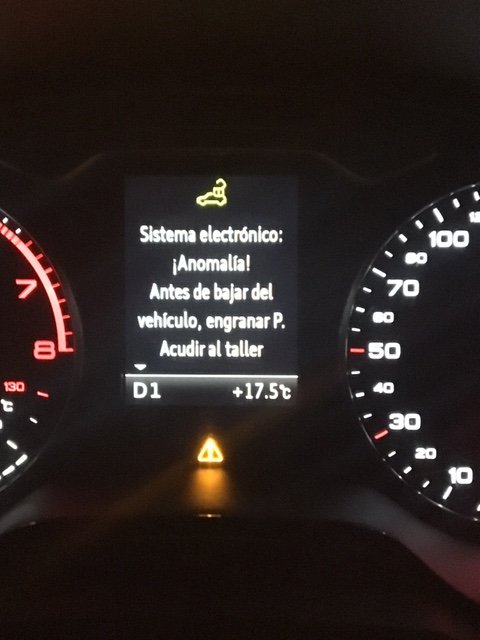 Sistema electrónico:
¡Anomalía!
Antes de bajar del
vehículo, engranar P.
Acudir al taller
D1 +17.5°C
7
8
130
°C
100
80
70
60
50
40
30
20
10